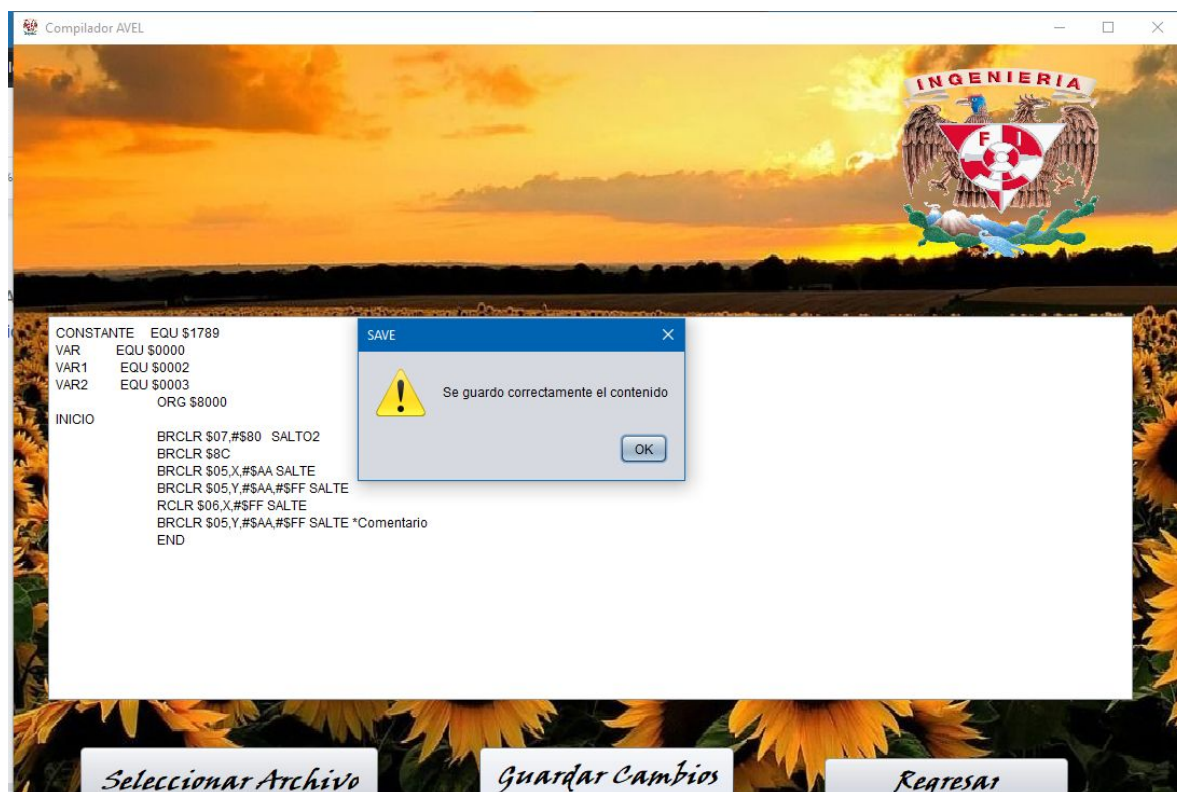 Compilador AVEL
INGENIERIA
F I
CONSTANTE EQU $1789
VAR EQU $0000
VAR1 EQU $0002
VAR2 EQU $0003
ORG $8000
INICIO
BRCLR $07,#$80 SALTO2
BRCLR $8C
BRCLR $05,X,#$AA SALTE
BRCLR $05,Y,#$AA,#$FF SALTE
RCLR $06,X,#$FF SALTE
BRCLR $05,Y,#$AA,#$FF SALTE *Comentario
END
SAVE
Se guardo correctamente el contenido
OK
Seleccionar Archivo
Guardar Cambios
Regresar